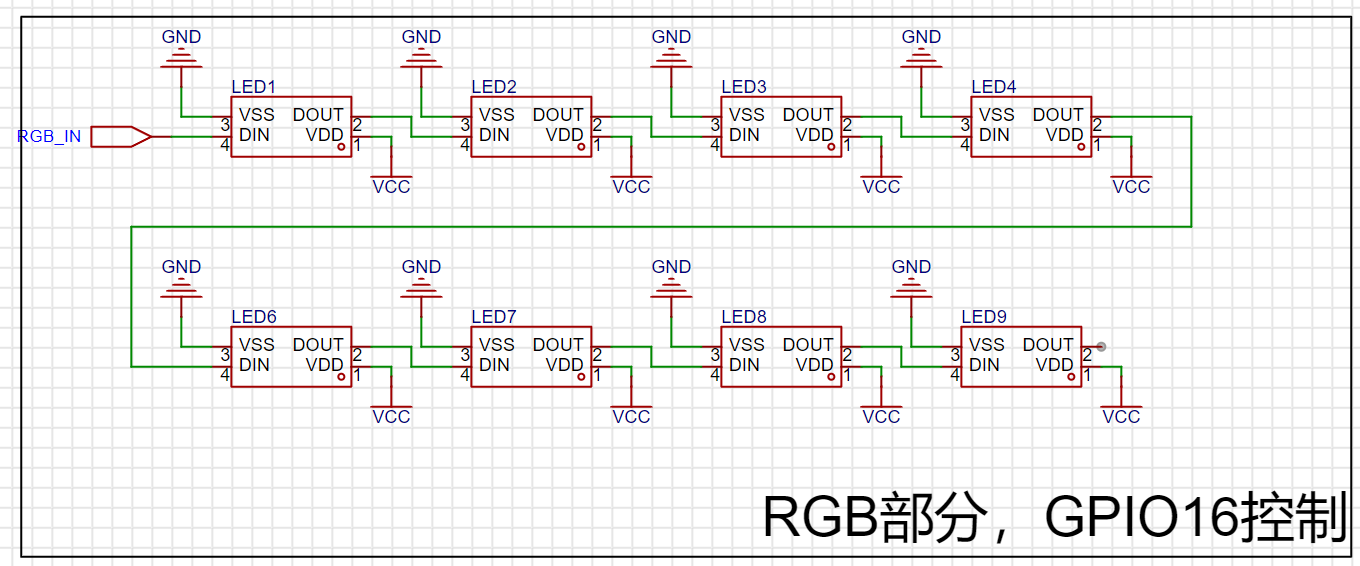 GND GND GND GND
LED1 LED2 LED3 LED4
VSS DOUT VSS DOUT VSS DOUT VSS DOUT
3 2 3 2 3 2 3 2
RGB_IN DIN VDD DIN VDD DIN VDD DIN VDD
4 1 4 1 4 1 4 1
VCC VCC VCC VCC
GND GND GND GND
LED6 LED7 LED8 LED9
VSS DOUT VSS DOUT VSS DOUT VSS DOUT
3 2 3 2 3 2 3 2
DIN VDD DIN VDD DIN VDD DIN VDD
4 1 4 1 4 1 4 1
VCC VCC VCC VCC
RGB部分，GPIO16控制